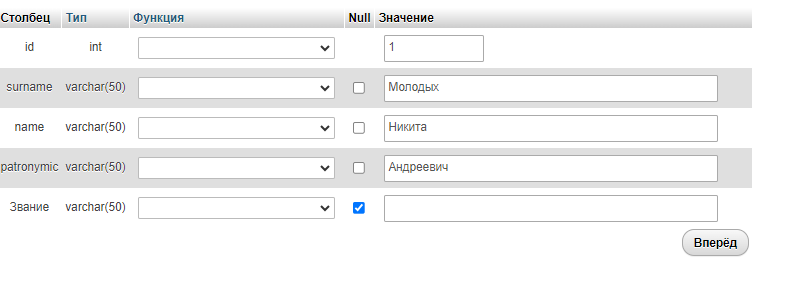 Столбец Тип Функция Null Значение
id int 1
surname varchar(50) Молодых
name varchar(50) Никита
patronymic varchar(50) Андреевич
Звание varchar(50)
Вперёд